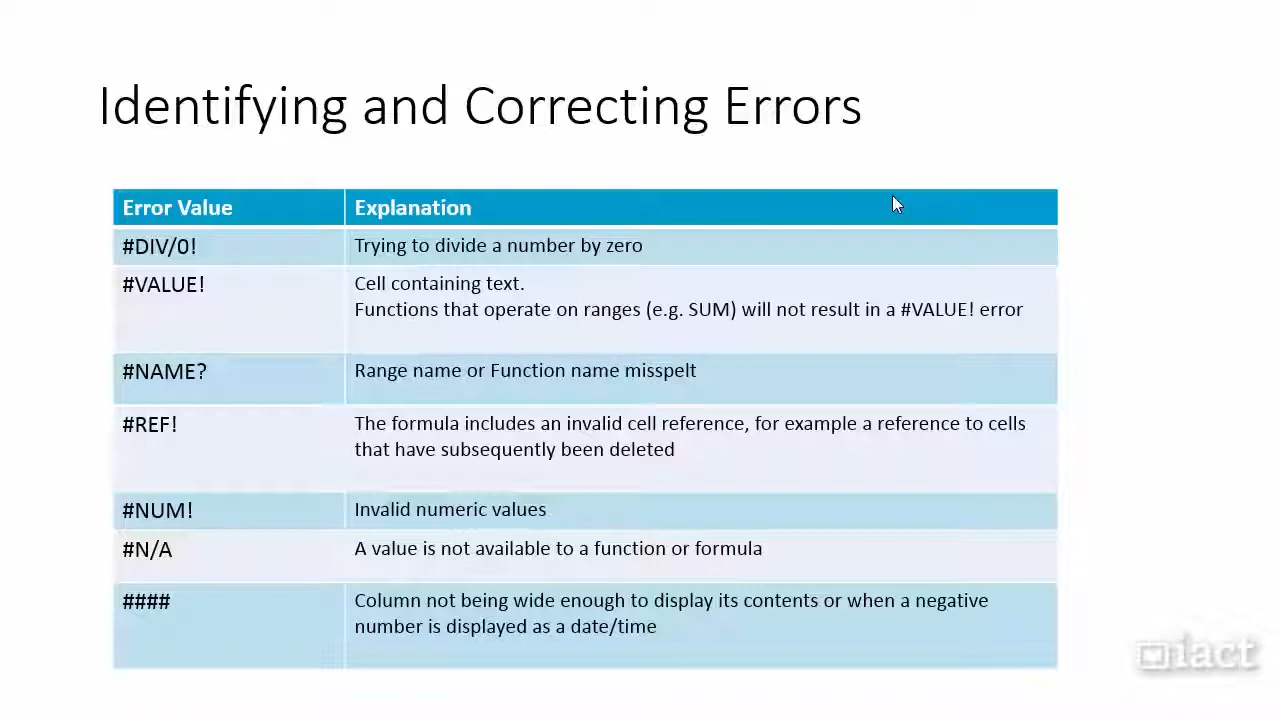 Identifying and Correcting Errors
Error Value Explanation
#DIV/0! Trying to divide a number by zero
#VALUE! Cell containing text.
Functions that operate on ranges (e.g. SUM) will not result in a #VALUE! error
#NAME? Range name or Function name misspelt
#REF! The formula includes an invalid cell reference, for example a reference to cells
that have subsequently been deleted
#NUM! Invalid numeric values
#N/A A value is not available to a function or formula
#### Column not being wide enough to display its contents or when a negative
number is displayed as a date/time
iact